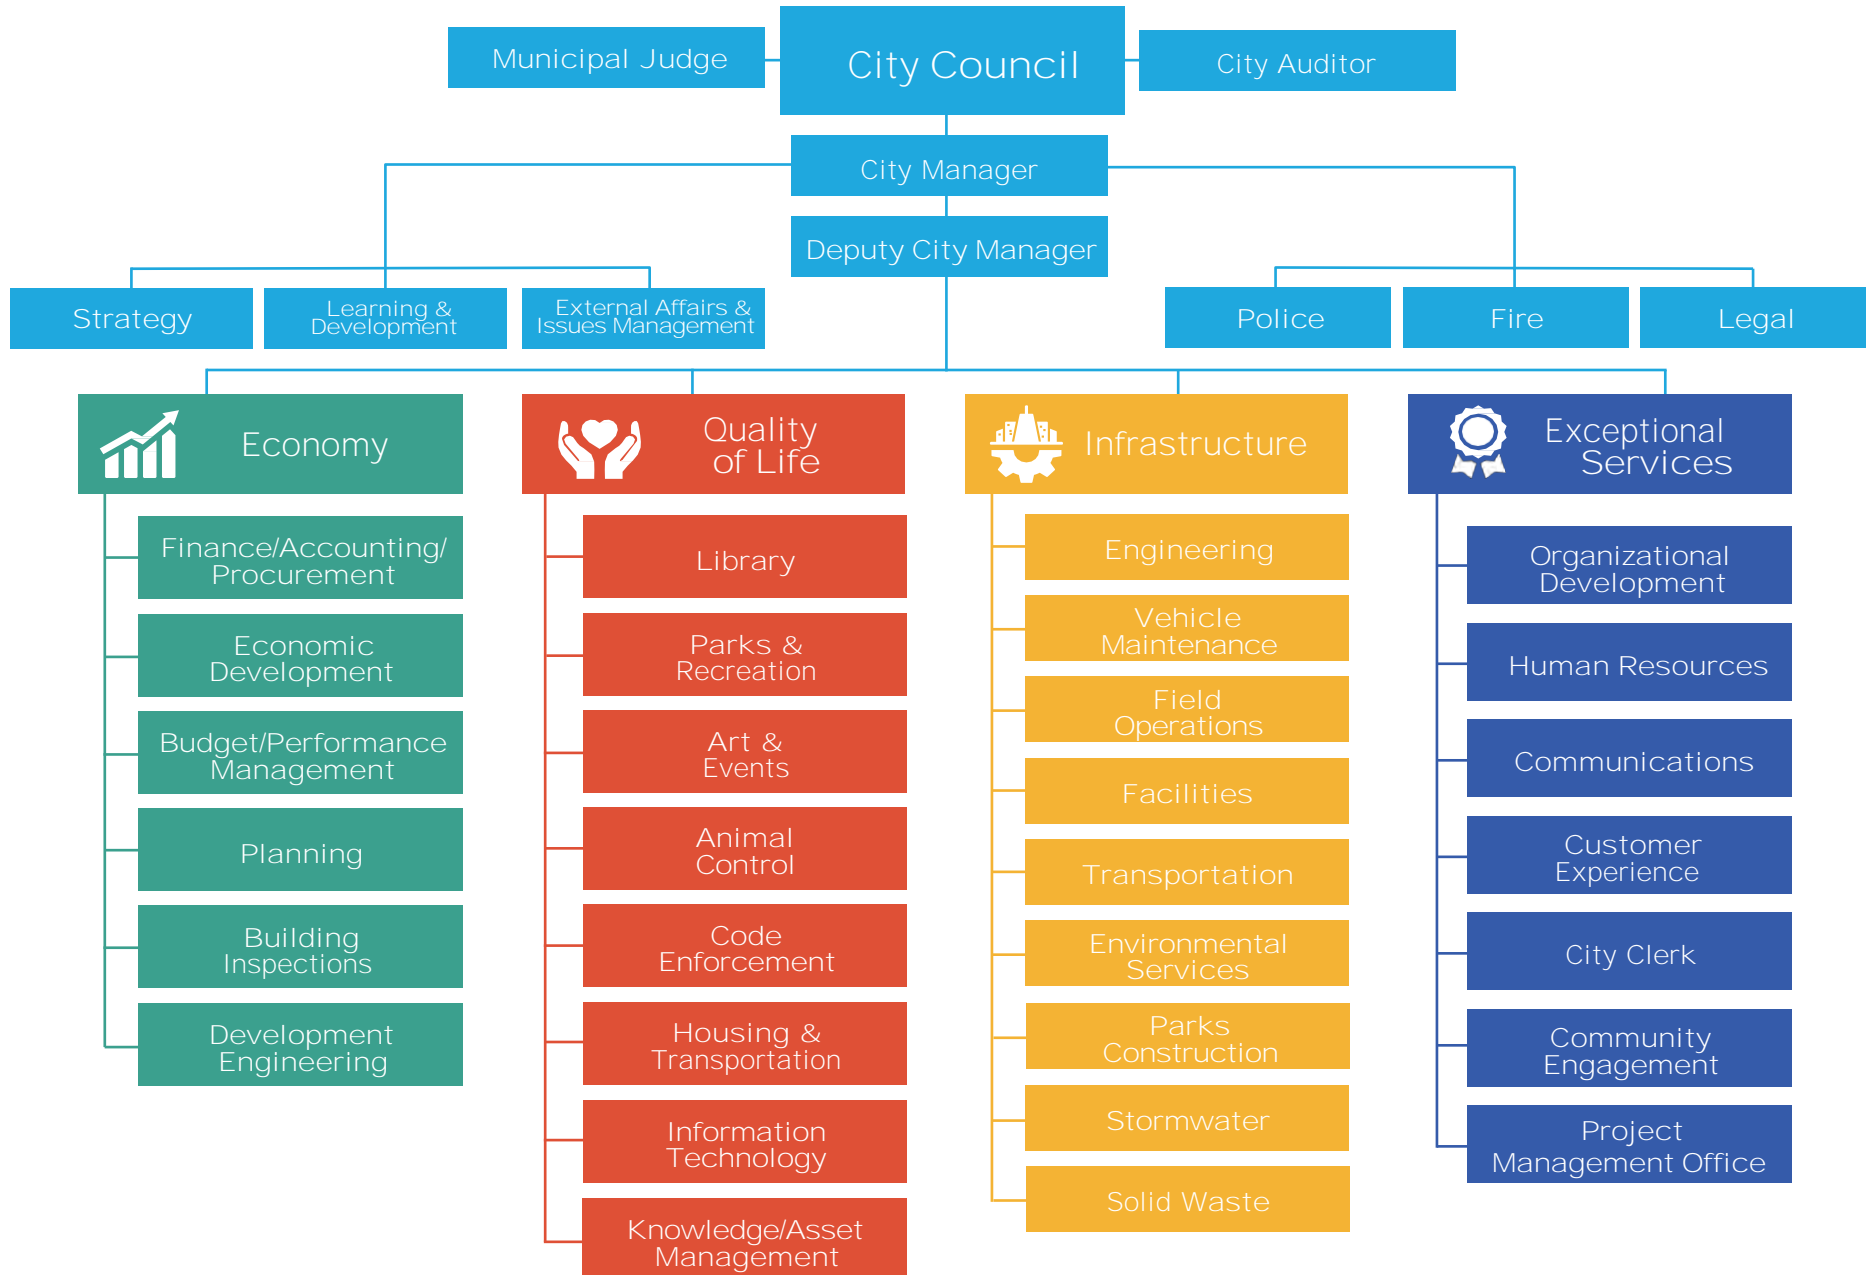 Municipal Judge
City Council
City Auditor
City Manager
Deputy City Manager
Strategy
Learning &
Development
External Affairs &
Issues Management
Police
Fire
Legal
Economy
Finance/Accounting/
Procurement
Economic
Development
Budget/Performance
Management
Planning
Building
Inspections
Development
Engineering
Quality
of Life
Library
Parks &
Recreation
Art &
Events
Animal
Control
Code
Enforcement
Housing &
Transportation
Information
Technology
Knowledge/Asset
Management
Infrastructure
Engineering
Vehicle
Maintenance
Field
Operations
Facilities
Transportation
Environmental
Services
Parks
Construction
Stormwater
Solid Waste
Exceptional
Services
Organizational
Development
Human Resources
Communications
Customer
Experience
City Clerk
Community
Engagement
Project
Management Office